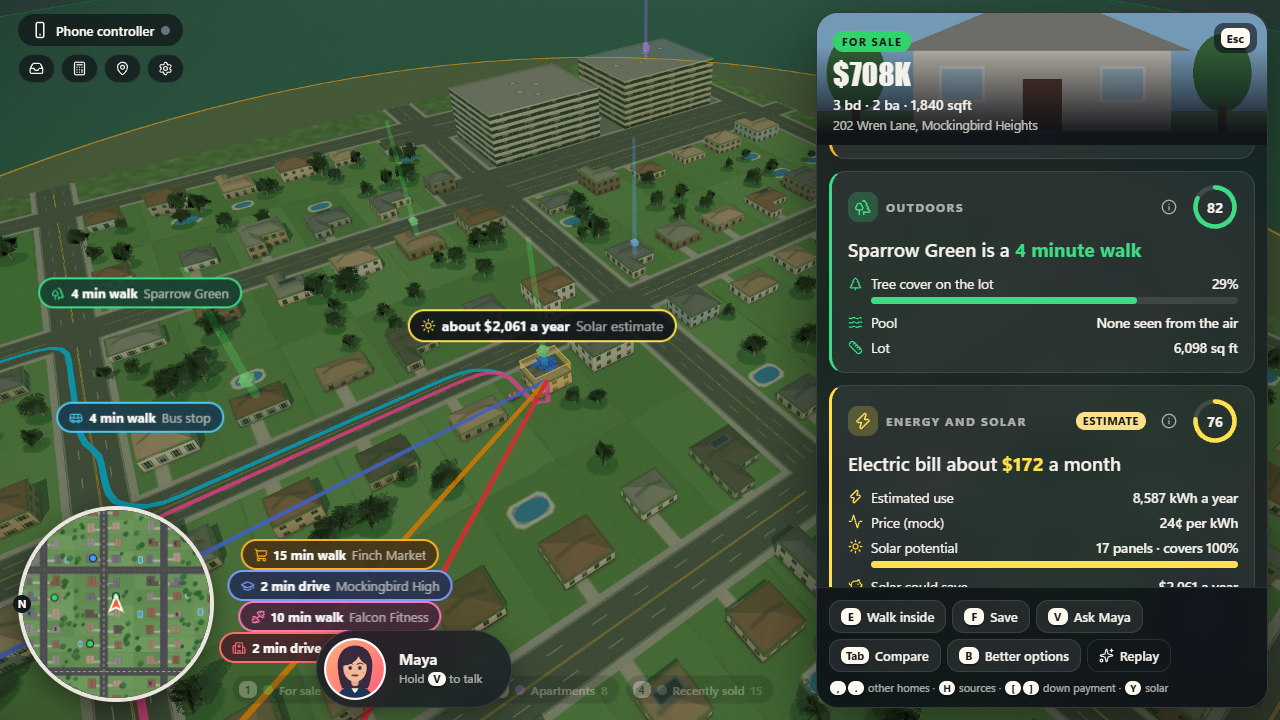 Phone controller
4 min walk Sparrow Green
about $2,061 a year Solar estimate
4 min walk Bus stop
15 min walk Finch Market
2 min drive Mockingbird High
10 min walk Falcon Fitness
2 min drive
N
Maya
Hold V to talk
1 For sale
Apartments 8
4 Recently sold 15
Esc
FOR SALE
$708K
3 bd · 2 ba · 1,840 sqft
202 Wren Lane, Mockingbird Heights
OUTDOORS
82
Sparrow Green is a 4 minute walk
Tree cover on the lot 29%
Pool None seen from the air
Lot 6,098 sq ft
ENERGY AND SOLAR ESTIMATE
76
Electric bill about $172 a month
Estimated use 8,587 kWh a year
Price (mock) 24¢ per kWh
Solar potential 17 panels · covers 100%
Solar could save $2,061 a year
E Walk inside
F Save
V Ask Maya
Tab Compare
B Better options
Replay
, . other homes · H sources · [ ] down payment · Y solar